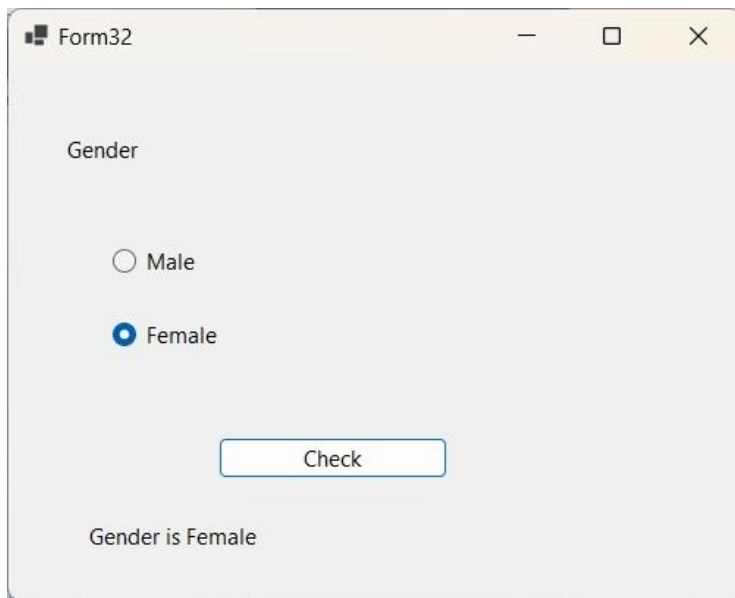 Form32
Gender
Male
Female
Check
Gender is Female